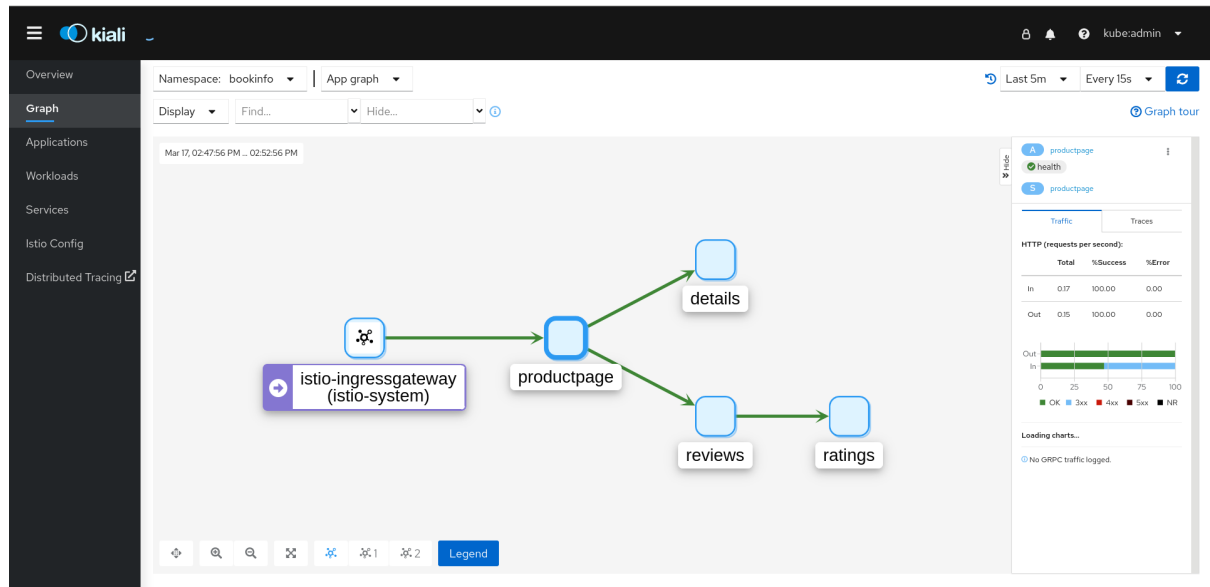 kiali
kube:admin
Overview
Graph
Applications
Workloads
Services
Istio Config
Distributed Tracing
Namespace: bookinfo
App graph
Last 5m
Every 15s
Display
Find...
Hide...
Graph tour
Mar 17, 02:47:56 PM ... 02:52:56 PM
Hide
details
istio-ingressgateway
(istio-system)
productpage
reviews
ratings
1
2
Legend
A productpage
health
S productpage
Traffic Traces
HTTP (requests per second):
Total %Success %Error
In 0.17 100.00 0.00
Out 0.15 100.00 0.00
Out
In
0 25 50 75 100
OK 3xx 4xx 5xx NR
Loading charts...
No GRPC traffic logged.